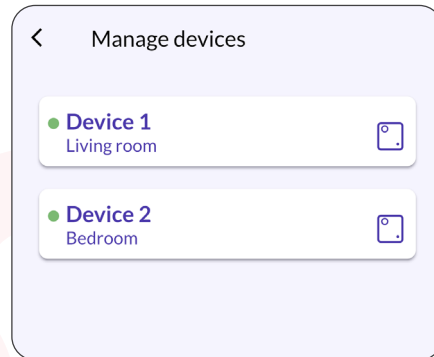 Manage devices
Device 1
Living room
Device 2
Bedroom